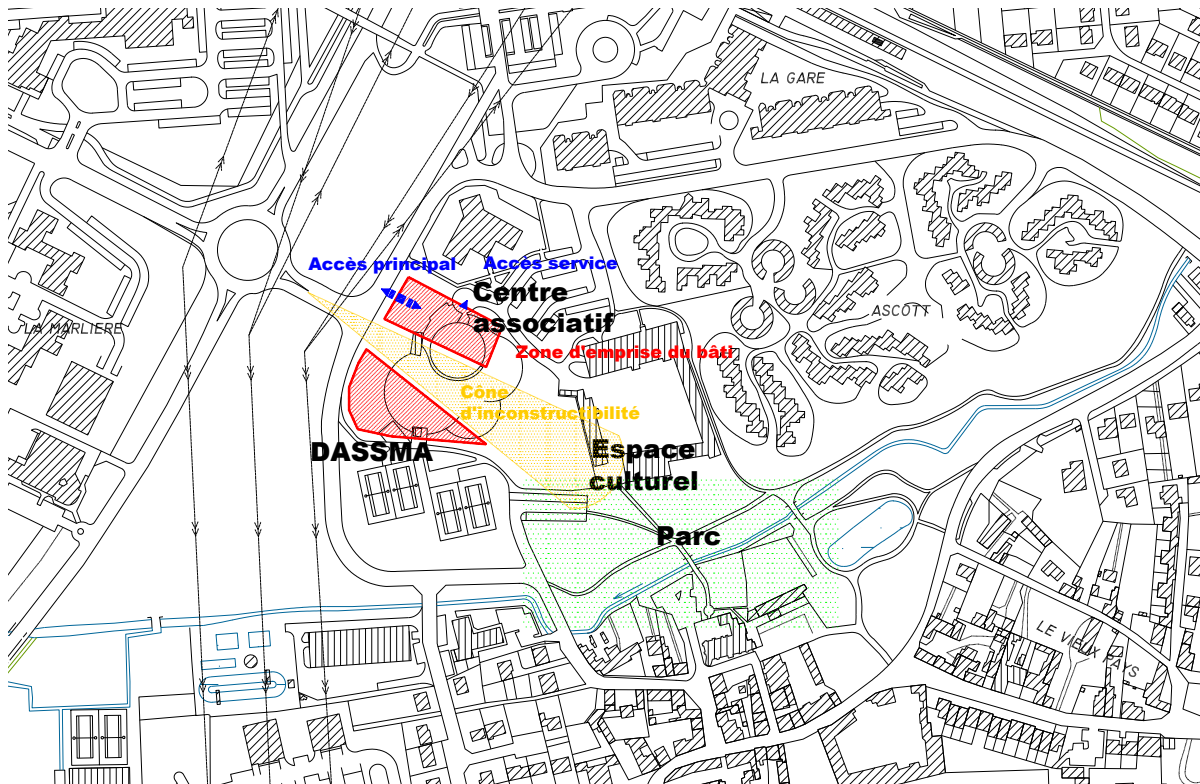 LA GARE
Accès principal
Accès service
Centre
associatif
ASCOTT
LA MARLIERE
Zone d'emprise du bâti
Cône
d'inconstructibilité
DASSMA
Espace
culturel
Parc
LE VIEUX PAYS